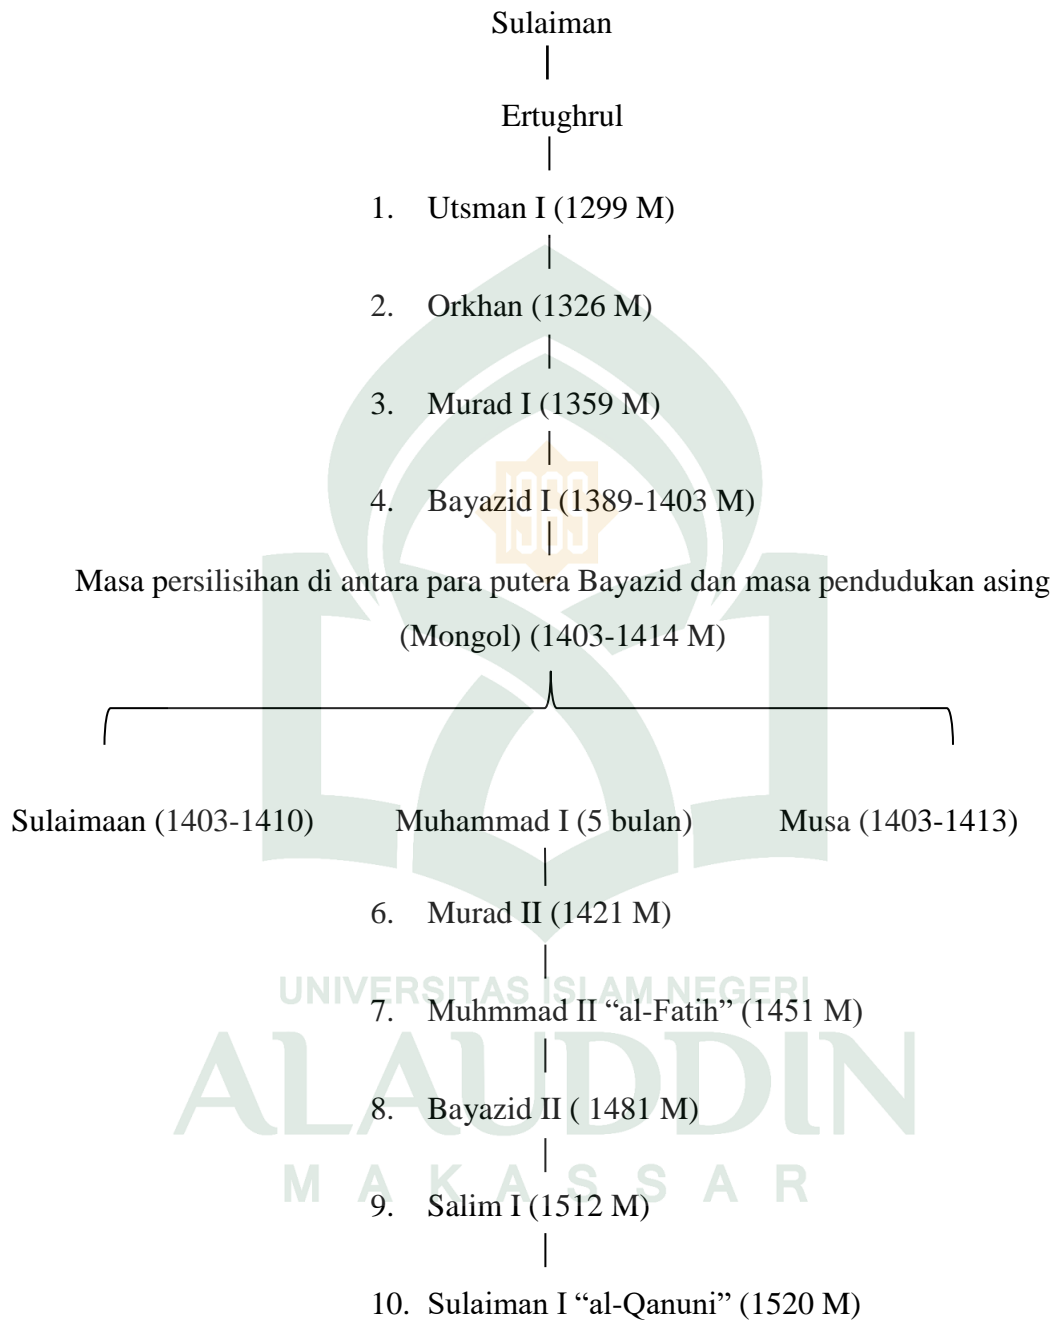 Sulaiman
Ertughrul
1. Utsman I (1299 M)
2. Orkhan (1326 M)
3. Murad I (1359 M)
1965
4. Bayazid I (1389-1403 M)
Masa persilisihan di antara para putera Bayazid dan masa pendudukan asing
(Mongol) (1403-1414 M)
Sulaimaan (1403-1410) Muhammad I (5 bulan) Musa (1403-1413)
6. Murad II (1421 M)
UNIVERSITAS ISLAM NEGERI
7. Muhmmad II “al-Fatih” (1451 M)
ALAUDDIN
8. Bayazid II ( 1481 M)
MAKASSAR
9. Salim I (1512 M)
10. Sulaiman I “al-Qanuni” (1520 M)